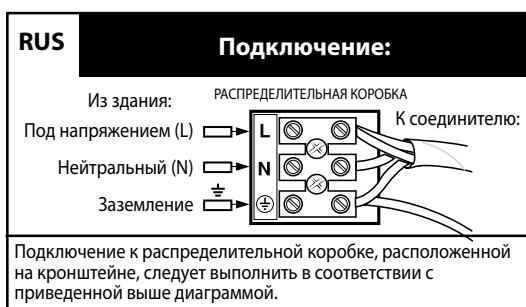 RUS
Подключение:
Из здания:
РАСПРЕДЕЛИТЕЛЬНАЯ КОРОБКА
К соединителю:
Под напряжением (L)
L
Нейтральный (N)
N
Заземление
Подключение к распределительной коробке, расположенной
на кронштейне, следует выполнить в соответствии с
приведенной выше диаграммой.